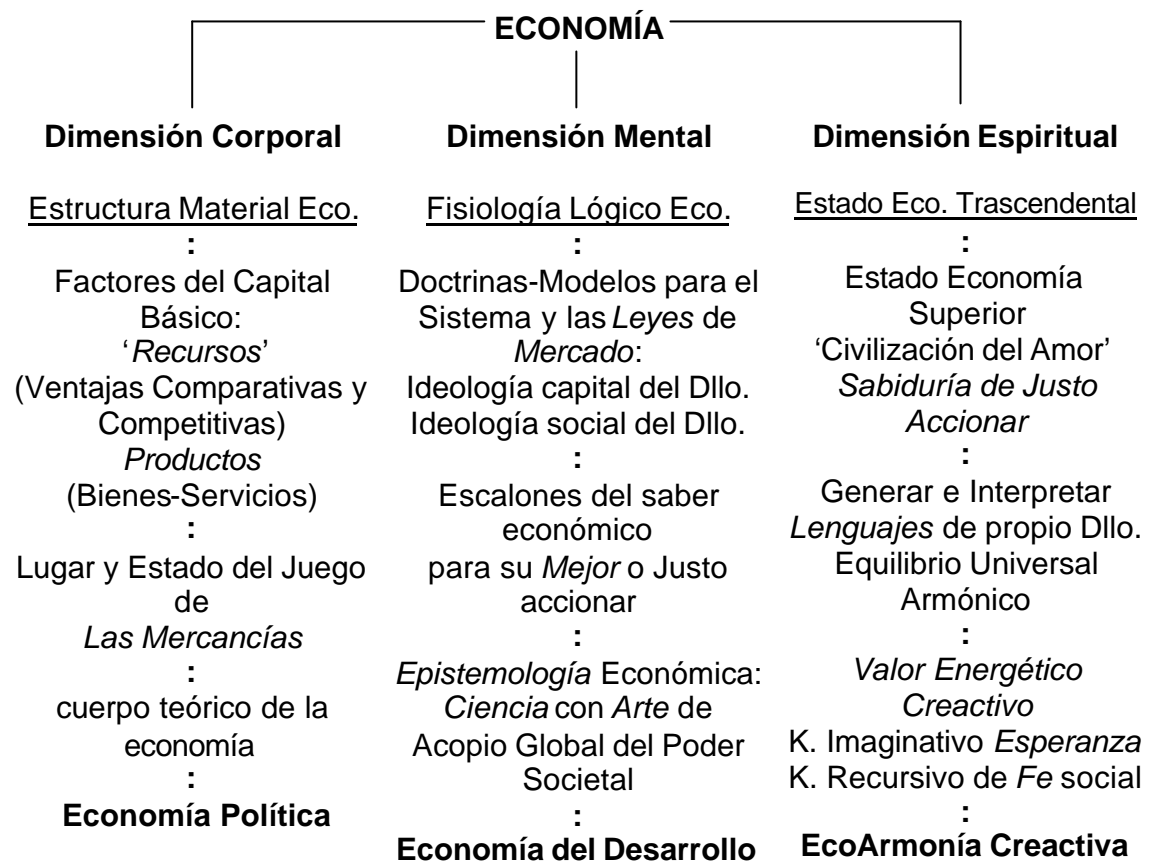 ECONOMÍA
Dimensión Corporal
Estructura Material Eco.
:
Factores del Capital
Básico:
‘Recursos’
(Ventajas Comparativas y
Competitivas)
Productos
(Bienes-Servicios)
:
Lugar y Estado del Juego
de
Las Mercancías
:
cuerpo teórico de la
economía
:
Economía Política
Dimensión Mental
Fisiología Lógico Eco.
:
Doctrinas-Modelos para el
Sistema y las Leyes de
Mercado:
Ideología capital del Dllo.
Ideología social del Dllo.
:
Escalones del saber
económico
para su Mejor o Justo
accionar
:
Epistemología Económica:
Ciencia con Arte de
Acopio Global del Poder
Societal
:
Economía del Desarrollo
Dimensión Espiritual
Estado Eco. Trascendental
:
Estado Economía
Superior
‘Civilización del Amor’
Sabiduría de Justo
Accionar
:
Generar e Interpretar
Lenguajes de propio Dllo.
Equilibrio Universal
Armónico
:
Valor Energético
Creactivo
K. Imaginativo Esperanza
K. Recursivo de Fe social
:
EcoArmonía Creactiva